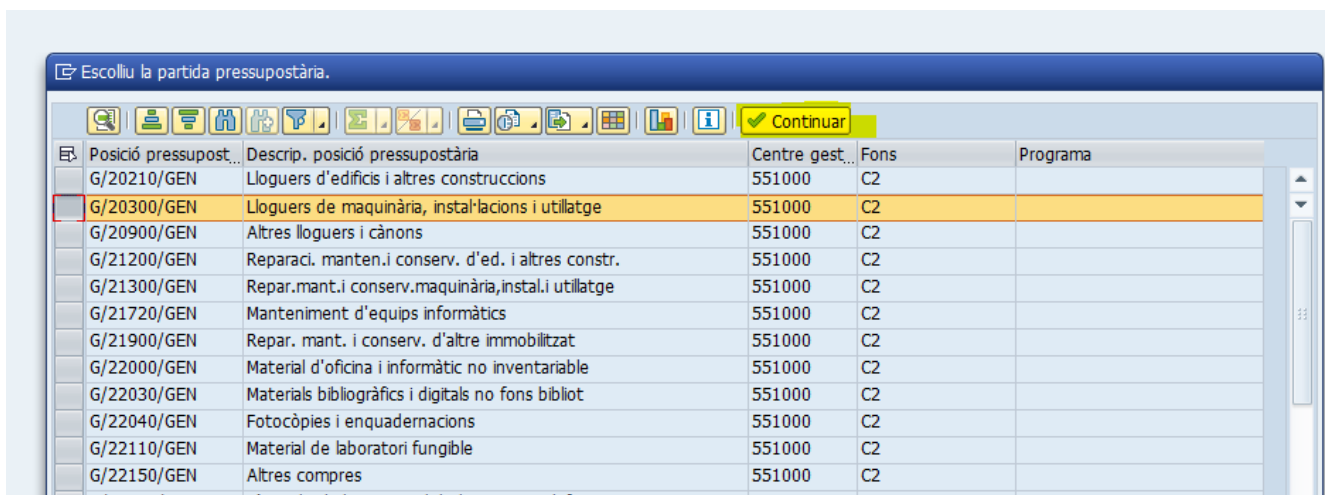 Escolliu la partida pressupostària.
Continuar
Posició pressupost... Descrip. posició pressupostària Centre gest... Fons Programa
G/20210/GEN Lloguers d'edificis i altres construccions 551000 C2
G/20300/GEN Lloguers de maquinària, instal·lacions i utillatge 551000 C2
G/20900/GEN Altres lloguers i cànons 551000 C2
G/21200/GEN Reparaci. manten.i conserv. d'ed. i altres constr. 551000 C2
G/21300/GEN Repar.mant.i conserv.maquinària,instal.i utillatge 551000 C2
G/21720/GEN Manteniment d'equips informàtics 551000 C2
G/21900/GEN Repar. mant. i conserv. d'altre immobilitzat 551000 C2
G/22000/GEN Material d'oficina i informàtic no inventariable 551000 C2
G/22030/GEN Materials bibliogràfics i digitals no fons bibliot 551000 C2
G/22040/GEN Fotocòpies i enquadernacions 551000 C2
G/22110/GEN Material de laboratori fungible 551000 C2
G/22150/GEN Altres compres 551000 C2